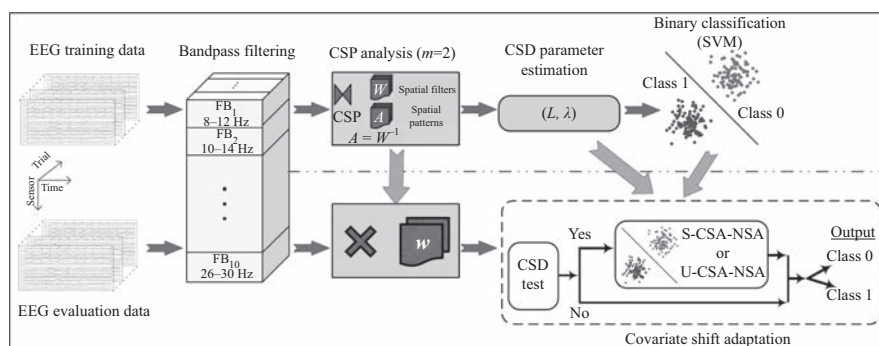 EEG training data
Bandpass filtering
CSP analysis (m=2)
CSD parameter
estimation
Binary classification
(SVM)
...
FB1
8–12 Hz
FB2
10–14 Hz
FB10
26–30 Hz
CSP
W
Spatial filters
A
Spatial
patterns
A = W⁻¹
(L, λ)
Class 1
Class 0
Trial
Time
Sensor
EEG evaluation data
w
CSD
test
Yes
No
S-CSA-NSA
or
U-CSA-NSA
Output
Class 0
Class 1
Covariate shift adaptation